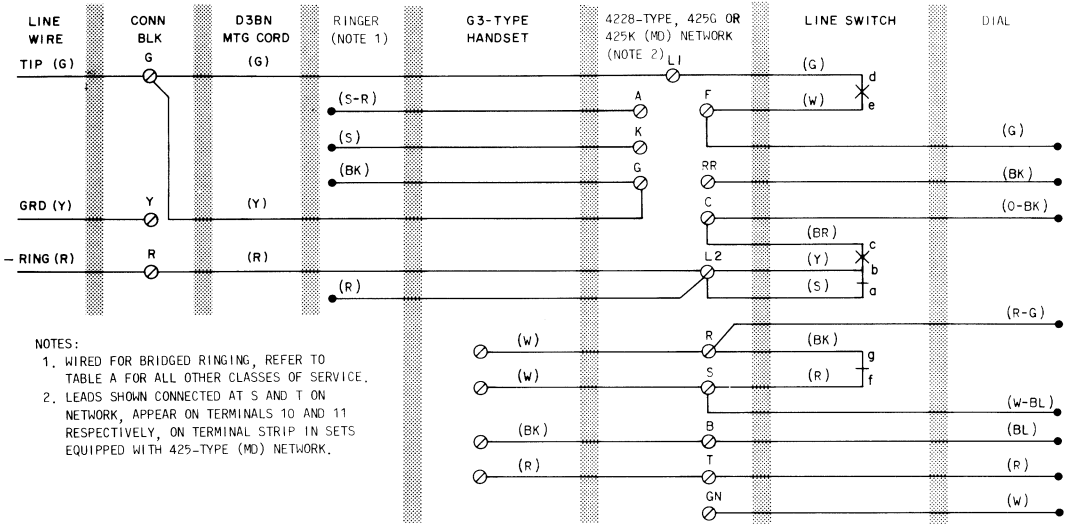 LINE WIRE
CONN BLK
D3BN MTG CORD
RINGER (NOTE 1)
G3-TYPE HANDSET
4228-TYPE, 425G OR 425K (MD) NETWORK (NOTE 2)
LINE SWITCH
DIAL
TIP (G)
G
(G)
L1
(G)
d
(S-R)
A
F
(W)
e
(S)
K
(G)
(BK)
G
RR
(BK)
GRD (Y)
Y
(Y)
C
(O-BK)
(BR)
c
– RING (R)
R
(R)
L2
(Y)
b
(R)
(S)
a
(R-G)
(W)
R
(BK)
g
(W)
S
(R)
f
(W-BL)
(BK)
B
(BL)
(R)
T
(R)
GN
(W)
NOTES:
1. WIRED FOR BRIDGED RINGING, REFER TO
TABLE A FOR ALL OTHER CLASSES OF SERVICE.
2. LEADS SHOWN CONNECTED AT S AND T ON
NETWORK, APPEAR ON TERMINALS 10 AND 11
RESPECTIVELY, ON TERMINAL STRIP IN SETS
EQUIPPED WITH 425-TYPE (MD) NETWORK.